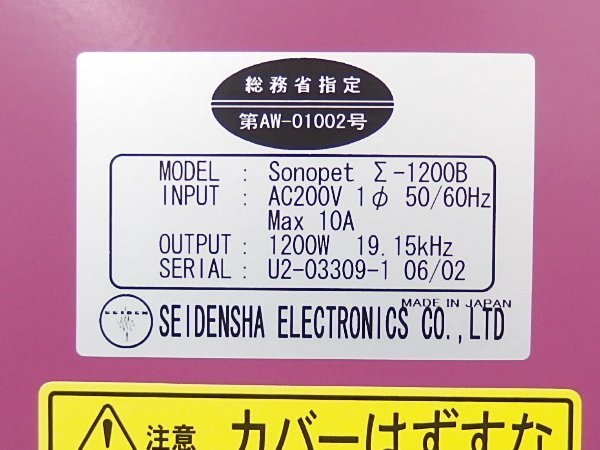 総務省指定
第AW-01002号
MODEL : Sonopet Σ-1200B
INPUT : AC200V 1φ 50/60Hz
Max 10A
OUTPUT : 1200W 19.15kHz
SERIAL : U2-03309-1 06/02
MADE IN JAPAN
SEIDEN
SEIDENSHA ELECTRONICS CO.,LTD
注意
カバーはずすな